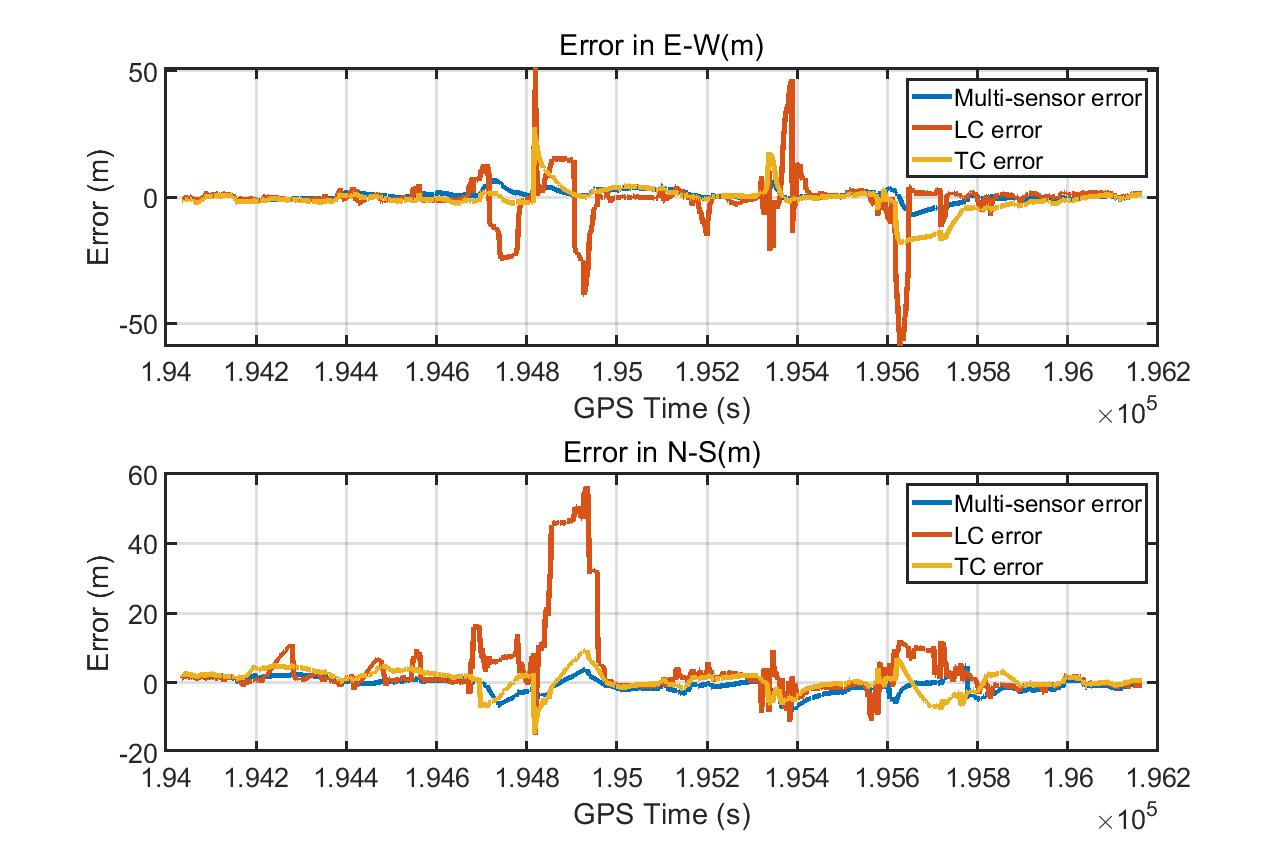 Error in E-W(m)
Error (m)
50
0
-50
Multi-sensor error
LC error
TC error
1.94 1.942 1.944 1.946 1.948 1.95 1.952 1.954 1.956 1.958 1.96 1.962
GPS Time (s)
×10⁵
Error in N-S(m)
Error (m)
60
40
20
0
-20
Multi-sensor error
LC error
TC error
1.94 1.942 1.944 1.946 1.948 1.95 1.952 1.954 1.956 1.958 1.96 1.962
GPS Time (s)
×10⁵